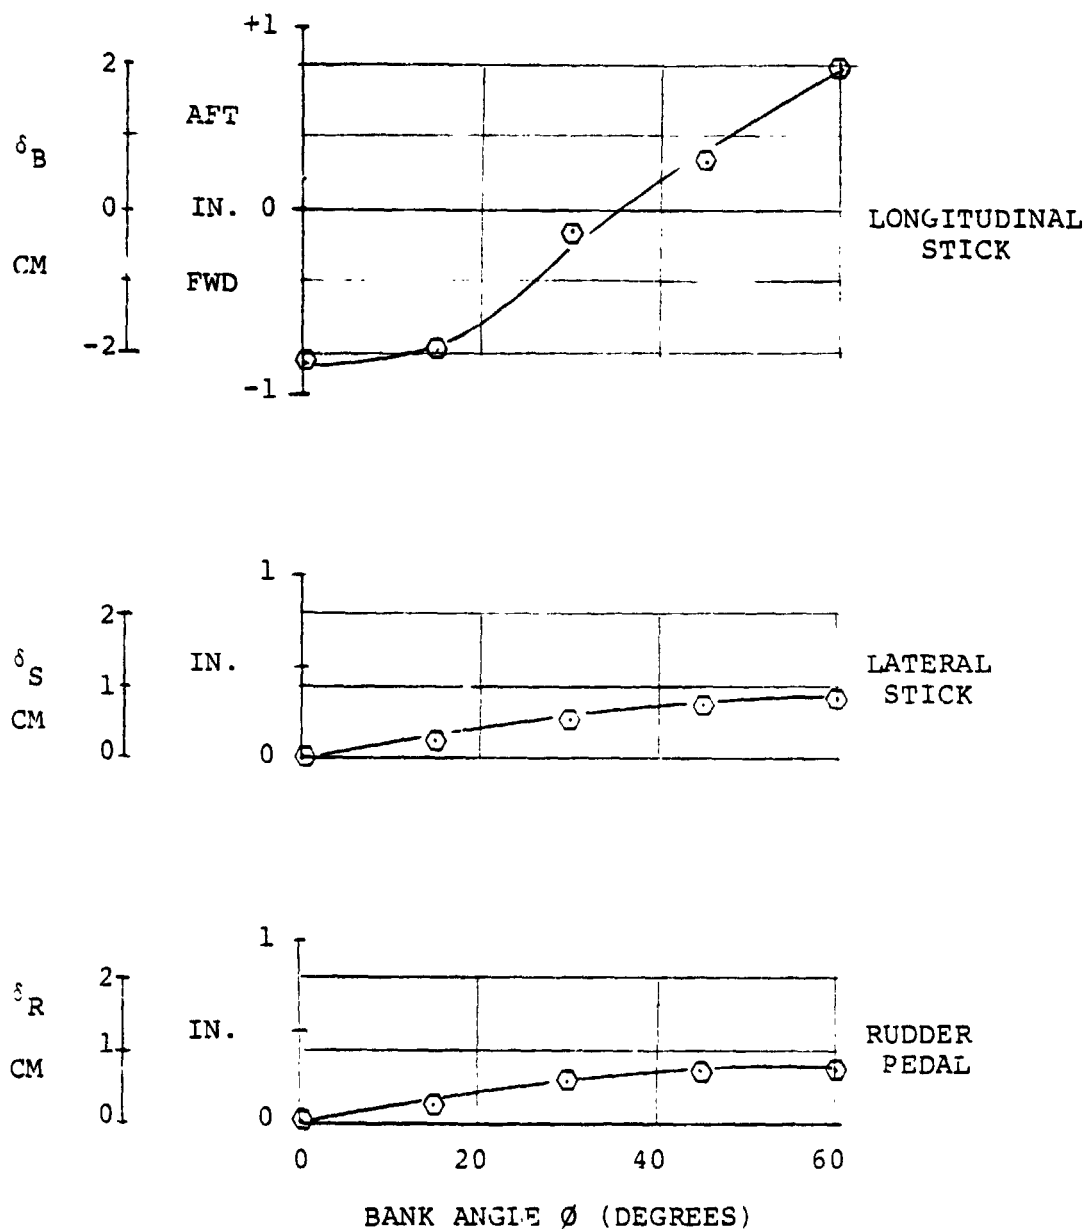 +1
2
AFT
δB
0
IN. 0
LONGITUDINAL
STICK
CM
FWD
-2
-1
1
2
δS
IN.
LATERAL
STICK
1
CM
0
0
1
2
δR
IN.
RUDDER
PEDAL
1
CM
0
0
0 20 40 60
BANK ANGLE Ø (DEGREES)